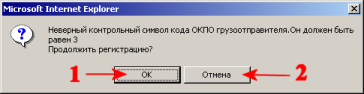 Microsoft Internet Explorer
Неверный контрольный символ кода ОКПО грузоотправителя.Он должен быть
равен 3
Продолжить регистрацию?
1 ОК Отмена 2